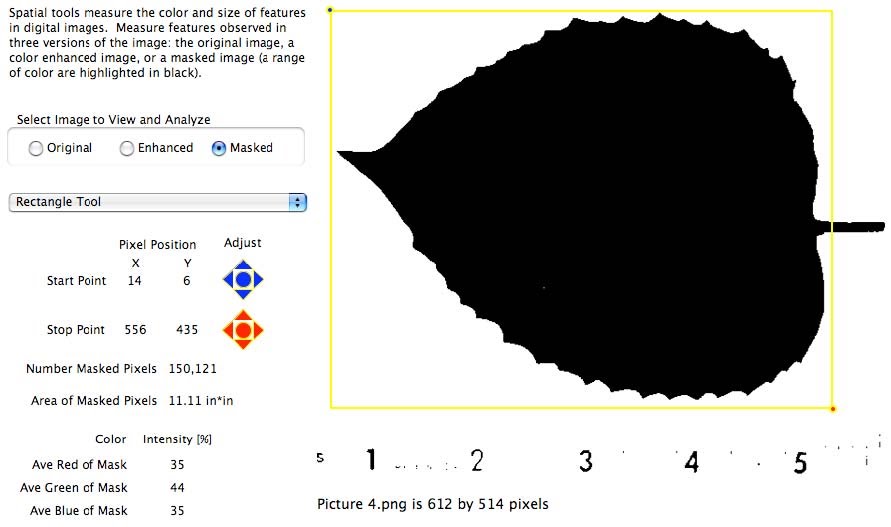 Spatial tools measure the color and size of features
in digital images. Measure features observed in
three versions of the image: the original image, a
color enhanced image, or a masked image (a range
of color are highlighted in black).
Select Image to View and Analyze
Original Enhanced Masked
Rectangle Tool
Pixel Position Adjust
X Y
Start Point 14 6
Stop Point 556 435
Number Masked Pixels 150,121
Area of Masked Pixels 11.11 in*in
Color Intensity [%]
Ave Red of Mask 35
Ave Green of Mask 44
Ave Blue of Mask 35
s 1 2 3 4 5
Picture 4.png is 612 by 514 pixels